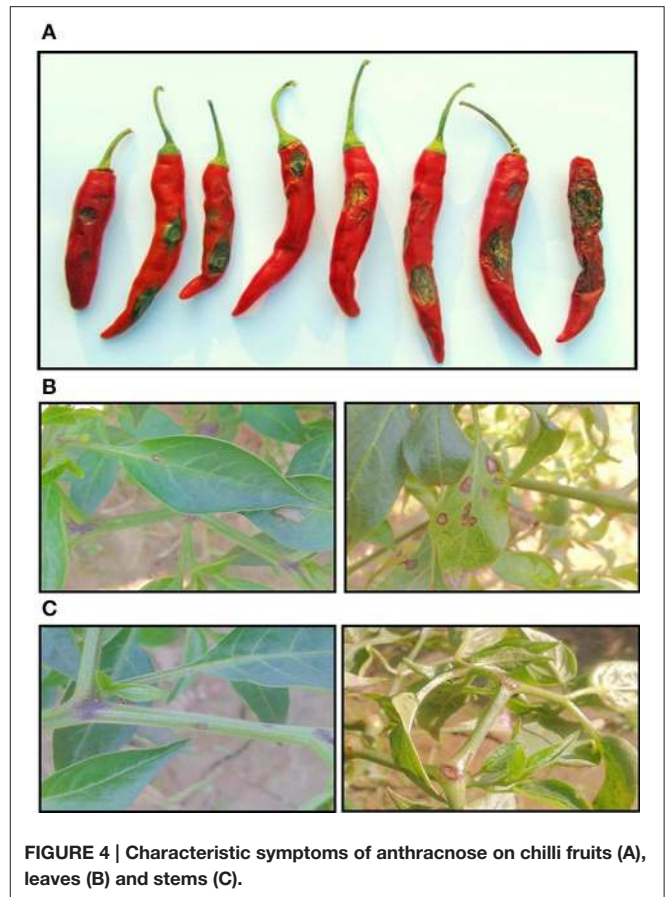 A
B
C
FIGURE 4 | Characteristic symptoms of anthracnose on chilli fruits (A),
leaves (B) and stems (C).